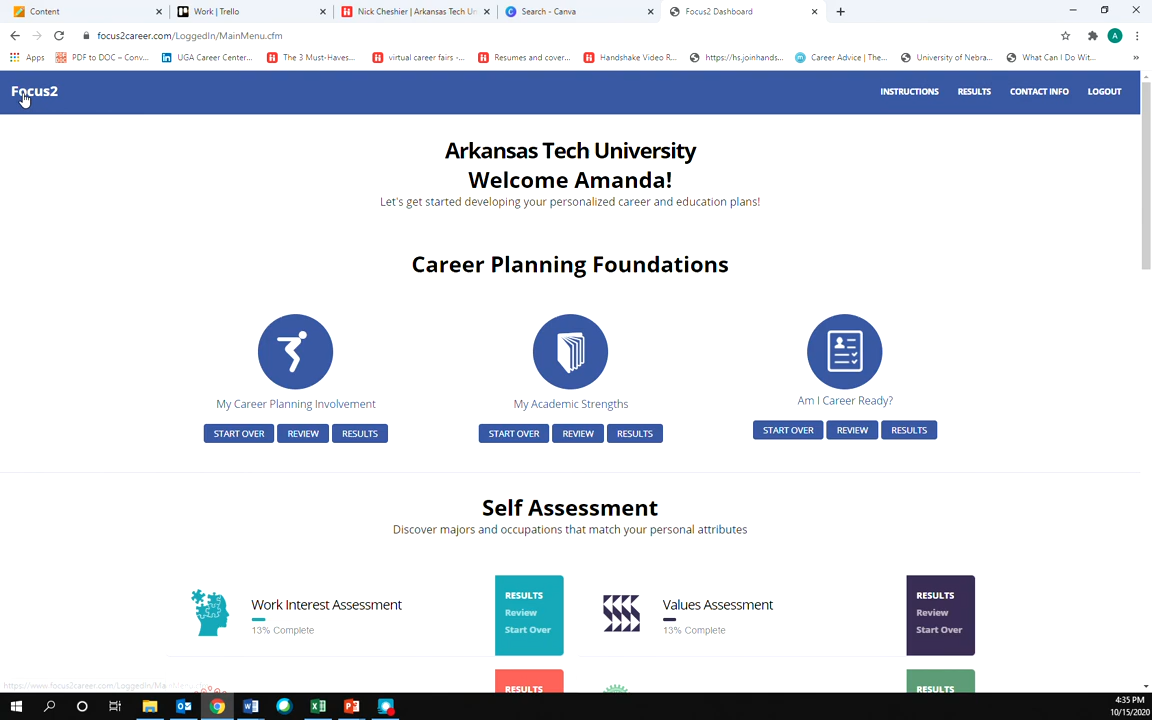 Content
Work | Trello
Nick Cheshier | Arkansas Tech Un
Search - Canva
Focus2 Dashboard
focus2career.com/LoggedIn/MainMenu.cfm
Apps
PDF to DOC – Conv...
UGA Career Center...
The 3 Must-Haves...
virtual career fairs -...
Resumes and cover...
Handshake Video R...
https://hs.joinhands...
Career Advice | The...
University of Nebra...
What Can I Do Wit...
Focus2
INSTRUCTIONS
RESULTS
CONTACT INFO
LOGOUT
Arkansas Tech University
Welcome Amanda!
Let's get started developing your personalized career and education plans!
Career Planning Foundations
My Career Planning Involvement
My Academic Strengths
Am I Career Ready?
START OVER REVIEW RESULTS
START OVER REVIEW RESULTS
START OVER REVIEW RESULTS
Self Assessment
Discover majors and occupations that match your personal attributes
Work Interest Assessment
13% Complete
RESULTS
Review
Start Over
Values Assessment
13% Complete
RESULTS
Review
Start Over
RESULTS
RESULTS
4:35 PM
10/15/2020